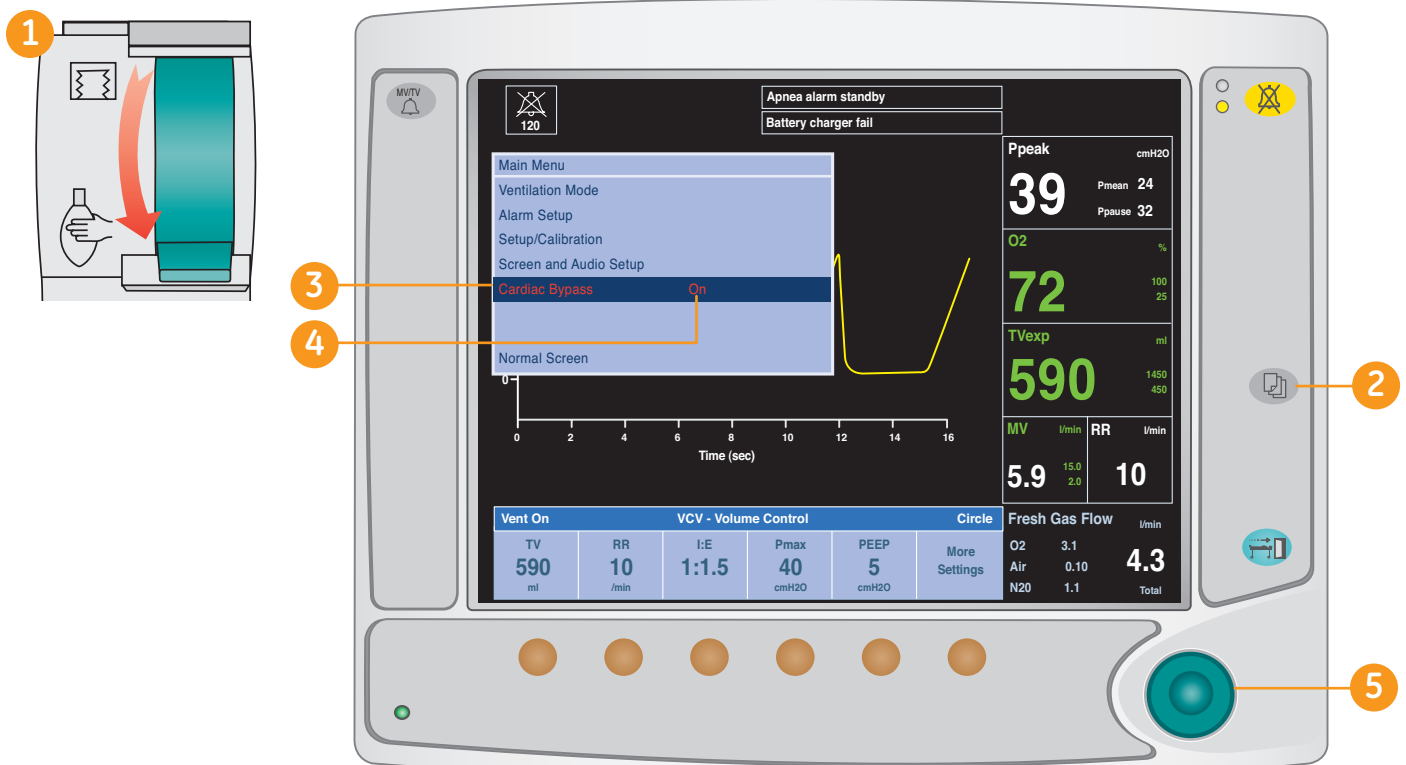 1
MV/TV
120
Apnea alarm standby
Battery charger fail
Main Menu
Ventilation Mode
Alarm Setup
Setup/Calibration
Screen and Audio Setup
Cardiac Bypass On
Normal Screen
3
4
0
0 2 4 6 8 10 12 14 16
Time (sec)
Ppeak cmH2O
39
Pmean 24
Ppause 32
O2 %
72
100
25
TVexp ml
590
1450
450
MV l/min RR l/min
5.9 15.0 10
2.0
2
Vent On VCV - Volume Control Circle
TV RR I:E Pmax PEEP More
590 10 1:1.5 40 5 Settings
ml /min cmH2O cmH2O
Fresh Gas Flow l/min
O2 3.1
Air 0.10 4.3
N20 1.1 Total
5